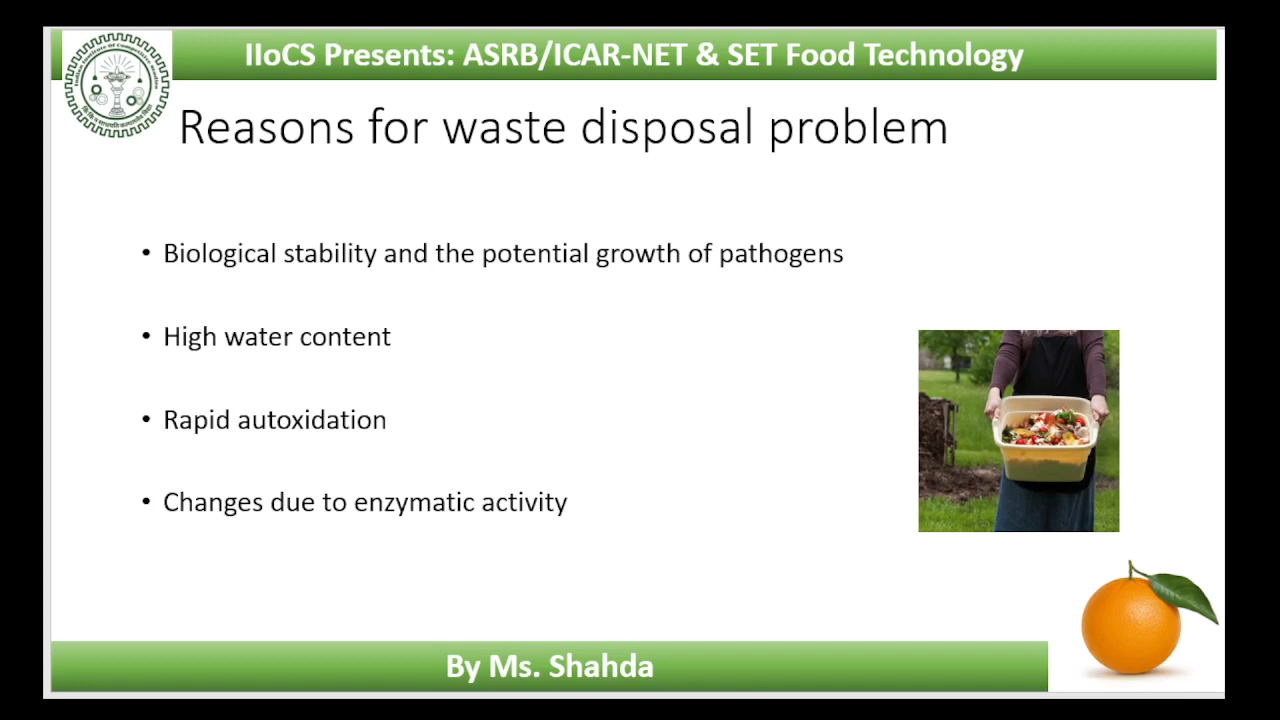 IIoCS Presents: ASRB/ICAR-NET & SET Food Technology
Reasons for waste disposal problem
• Biological stability and the potential growth of pathogens
• High water content
• Rapid autoxidation
• Changes due to enzymatic activity
By Ms. Shahda